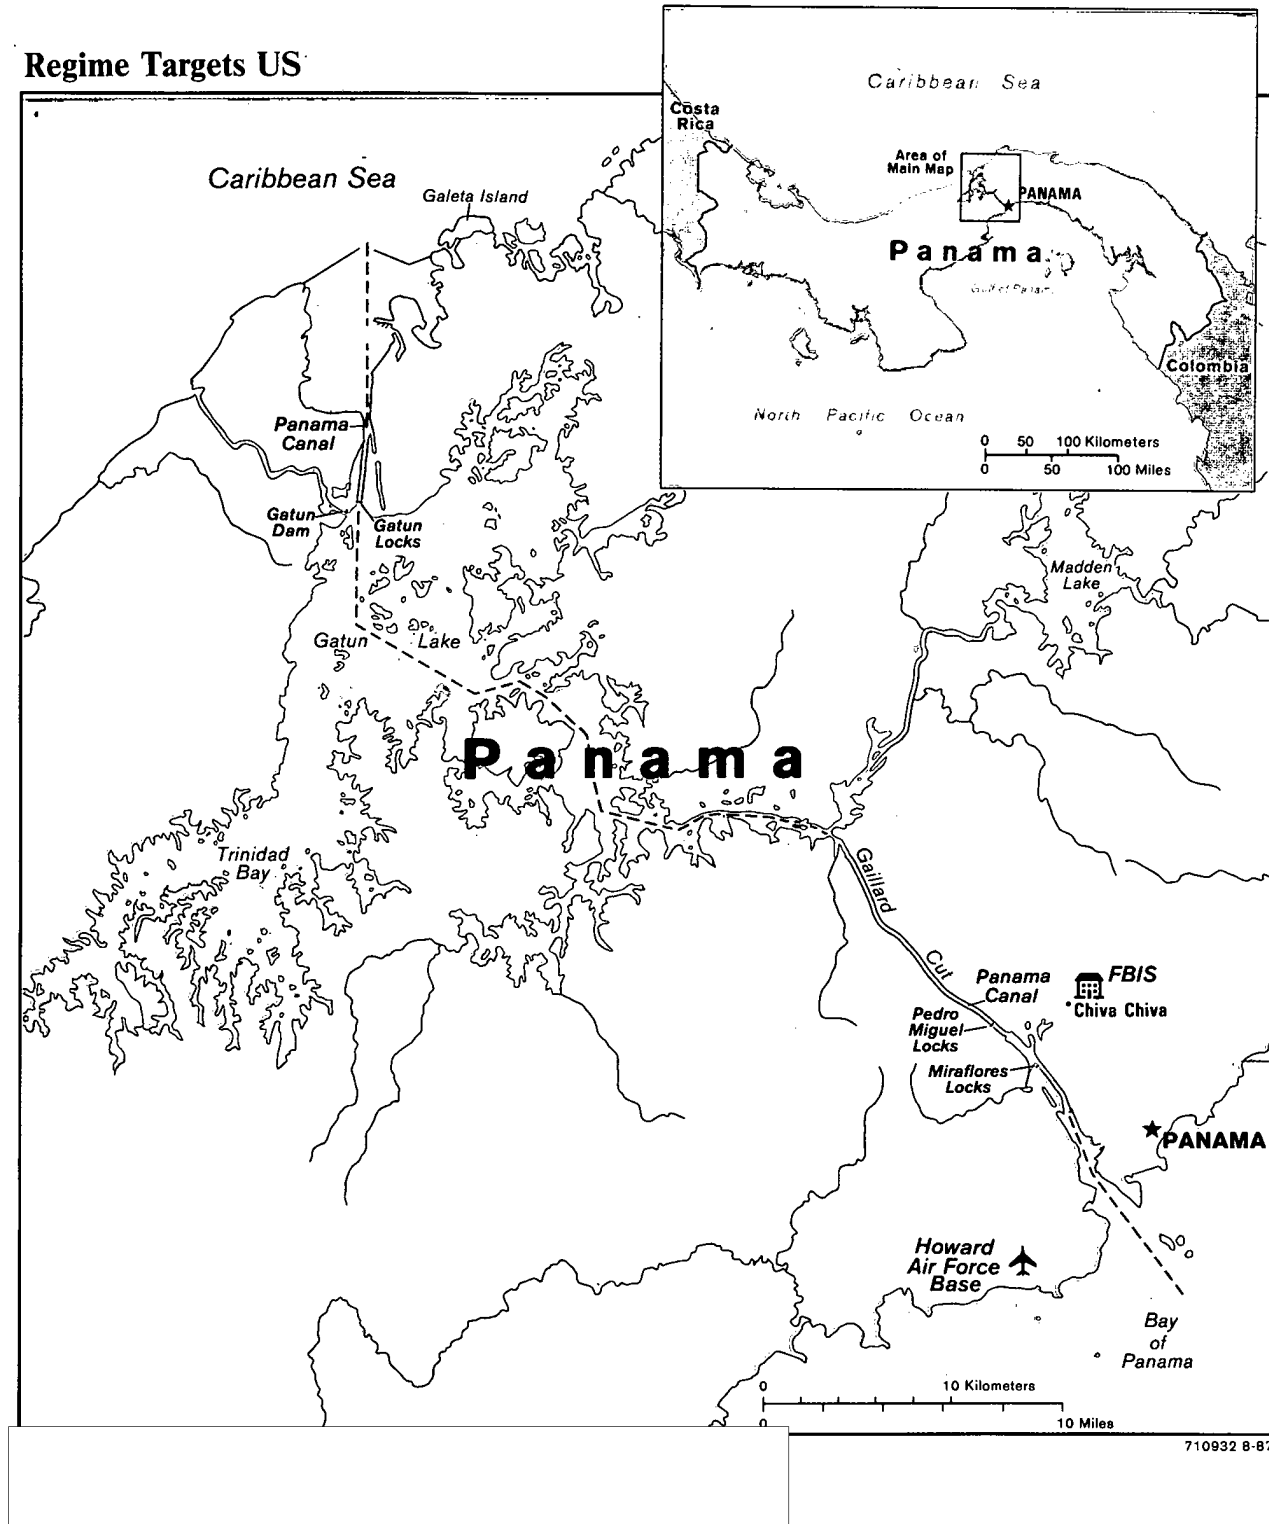 Regime Targets US
Caribbean Sea
Costa
Rica
Area of
Main Map
PANAMA
Panama
Gulf of Panama
Colombia
North Pacific Ocean
0 50 100 Kilometers
0 50 100 Miles
Caribbean Sea
Galeta Island
Panama
Canal
Gatun
Dam
Gatun
Locks
Madden
Lake
Gatun Lake
Panama
Trinidad
Bay
Gaillard
Cut
Panama
Canal
FBIS
Chiva Chiva
Pedro
Miguel
Locks
Miraflores
Locks
PANAMA
Howard
Air Force
Base
Bay
of
Panama
0 10 Kilometers
0 10 Miles
710932 8-87